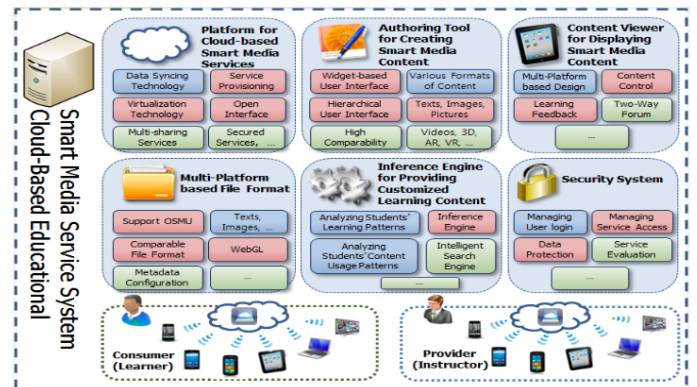 Smart Media Service System
Cloud-Based Educational
Platform for
Cloud-based
Smart Media
Services
Data Syncing
Technology
Service
Provisioning
Virtualization
Technology
Open
Interface
Multi-sharing
Services
Secured
Services, ...
Authoring Tool
for Creating
Smart Media
Content
Widget-based
User Interface
Various Formats
of Content
Hierarchical
User Interface
Texts, Images,
Pictures
High
Comparability
Videos, 3D,
AR, VR, ...
Content Viewer
for Displaying
Smart Media
Content
Multi-Platform
based Design
Content
Control
Learning
Feedback
Two-Way
Forum
...
Multi-Platform
based File Format
Support OSMU
Texts,
Images, ...
Comparable
File Format
WebGL
Metadata
Configuration
...
Inference Engine
for Providing
Customized
Learning Content
Analyzing Students'
Learning Patterns
Inference
Engine
Analyzing
Students'Content
Usage Patterns
Intelligent
Search
Engine
...
Security System
Managing
User login
Managing
Service Access
Data
Protection
Service
Evaluation
...
Consumer
(Learner)
Provider
(Instructor)